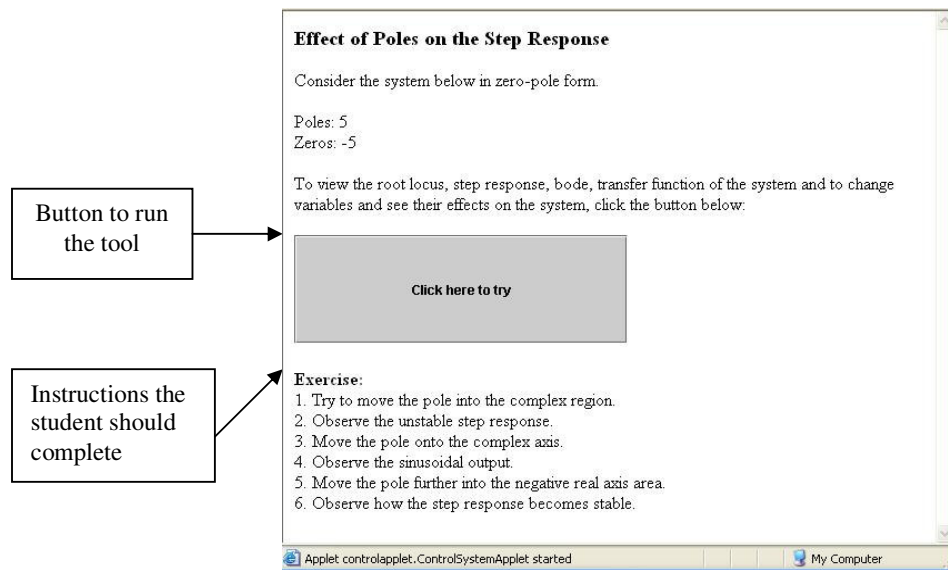 Effect of Poles on the Step Response
Consider the system below in zero-pole form.
Poles: 5
Zeros: -5
To view the root locus, step response, bode, transfer function of the system and to change
variables and see their effects on the system, click the button below:
Button to run
the tool
Click here to try
Instructions the
student should
complete
Exercise:
1. Try to move the pole into the complex region.
2. Observe the unstable step response.
3. Move the pole onto the complex axis.
4. Observe the sinusoidal output.
5. Move the pole further into the negative real axis area.
6. Observe how the step response becomes stable.
Applet controlapplet.ControlSystemApplet started
My Computer